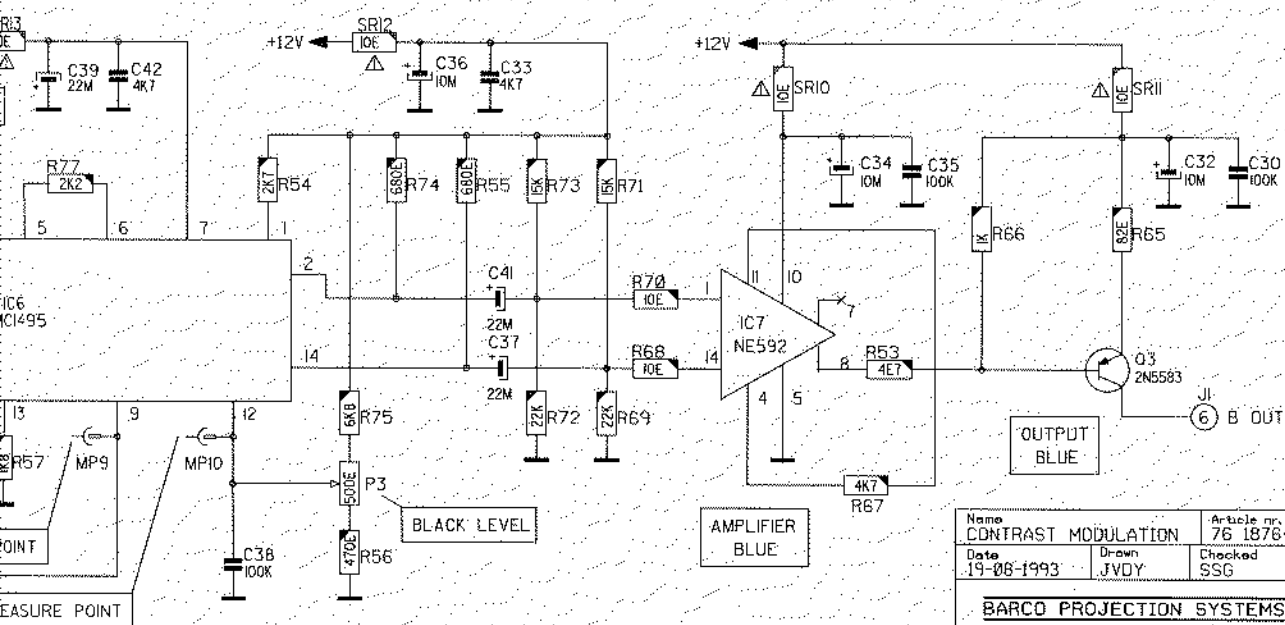 R13
SR12
+12V
10E
C39
22M
C42
4K7
C36
10M
C33
4K7
+12V
10E
SR10
10E
SR11
R77
2K2
2K7
R54
680E
R74
680E
R55
15K
R73
15K
R71
C34
10M
C35
100K
C32
10M
C30
100K
1K
R66
82E
R65
5
6
7
1
2
14
13
9
12
IC6
MC1495
C41
22M
C37
22M
R70
10E
R68
10E
1
14
11
10
7
8
4
5
IC7
NE592
R53
4E7
Q3
2N5583
J1
6
B OUT
OUTPUT
BLUE
R57
MP9
MP10
6K8
R75
22K
R72
22K
R69
500E
P3
BLACK LEVEL
470E
R56
C38
100K
4K7
R67
AMPLIFIER
BLUE
OINT
EASURE POINT
Name
CONTRAST MODULATION
Article nr.
76 1876
Date
19-08-1993
Drawn
JVDY
Checked
SSG
BARCO PROJECTION SYSTEMS